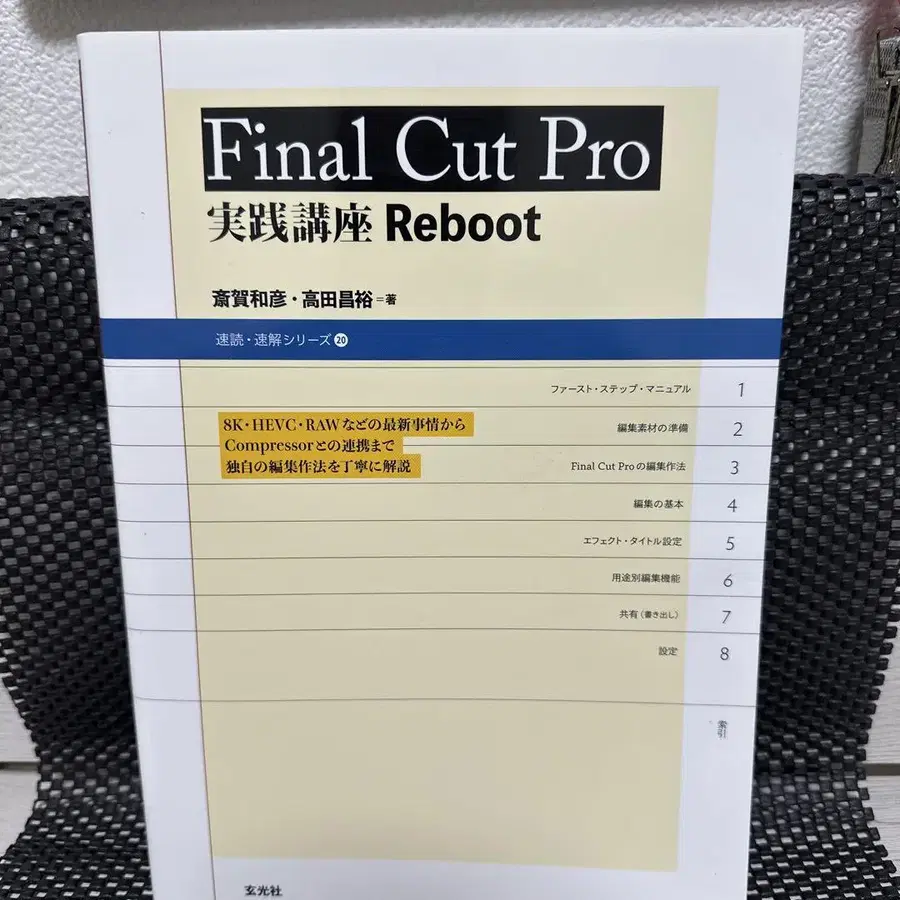 Final Cut Pro
実践講座 Reboot
斎賀和彦・高田昌裕=著
速読・速解シリーズ 20
8K・HEVC・RAWなどの最新事情から
Compressorとの連携まで
独自の編集作法を丁寧に解説
ファースト・ステップ・マニュアル 1
編集素材の準備 2
Final Cut Proの編集作法 3
編集の基本 4
エフェクト・タイトル設定 5
用途別編集機能 6
共有(書き出し) 7
設定 8
索引
玄光社